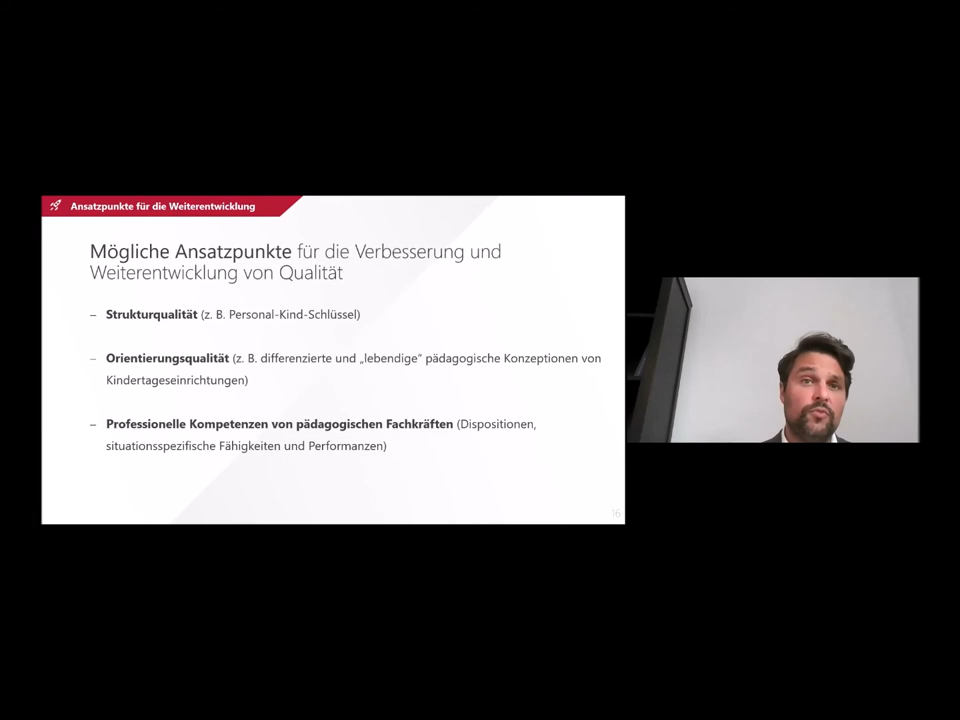 Ansatzpunkte für die Weiterentwicklung
Mögliche Ansatzpunkte für die Verbesserung und
Weiterentwicklung von Qualität
– Strukturqualität (z. B. Personal-Kind-Schlüssel)
– Orientierungsqualität (z. B. differenzierte und „lebendige“ pädagogische Konzeptionen von
Kindertageseinrichtungen)
– Professionelle Kompetenzen von pädagogischen Fachkräften (Dispositionen,
situationsspezifische Fähigkeiten und Performanzen)
16